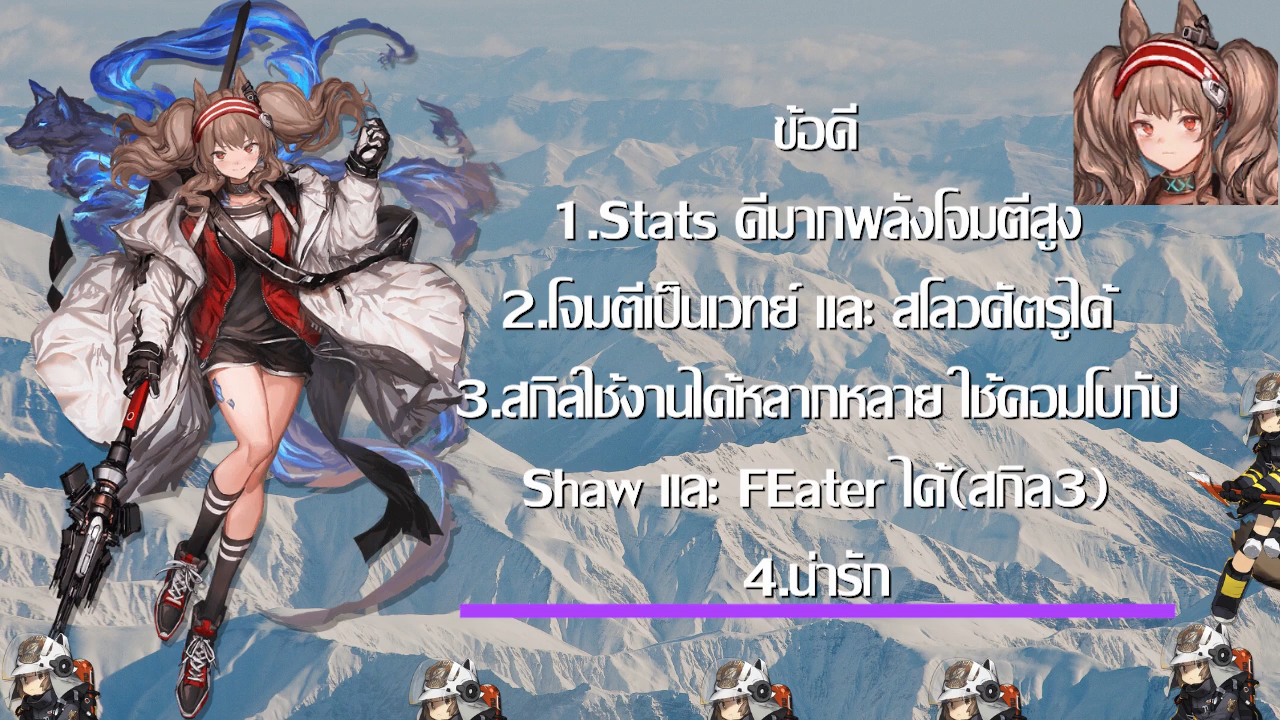 ข้อดี
1.Stats ดีมากพลังโจมตีสูง
2.โจมตีเป็นเวทย์ และ สโลวศัตรูได้
3.สกิลใช้งานได้หลากหลาย ใช้คอมโบกับ
Shaw และ FEater ได้(สกิล3)
4.น่ารัก